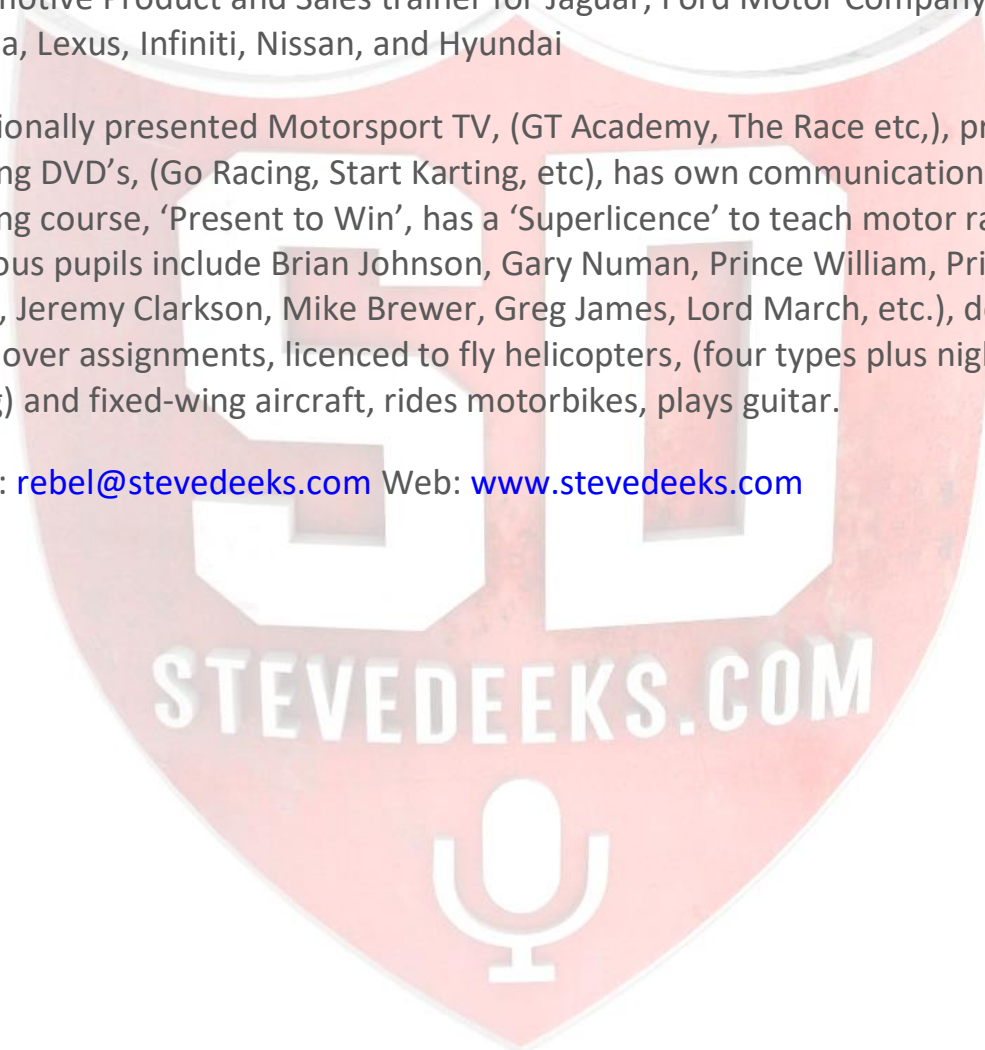 motive Product and Sales trainer for Jaguar, Ford Motor Company
a, Lexus, Infiniti, Nissan, and Hyundai
ionally presented Motorsport TV, (GT Academy, The Race etc,), pr
ng DVD’s, (Go Racing, Start Karting, etc), has own communication
ng course, ‘Present to Win’, has a ‘Superlicence’ to teach motor ra
ous pupils include Brian Johnson, Gary Numan, Prince William, Pri
, Jeremy Clarkson, Mike Brewer, Greg James, Lord March, etc.), d
over assignments, licenced to fly helicopters, (four types plus nig
g) and fixed-wing aircraft, rides motorbikes, plays guitar.
: rebel@stevedeeks.com Web: www.stevedeeks.com
SD
STEVEDEEKS.COM